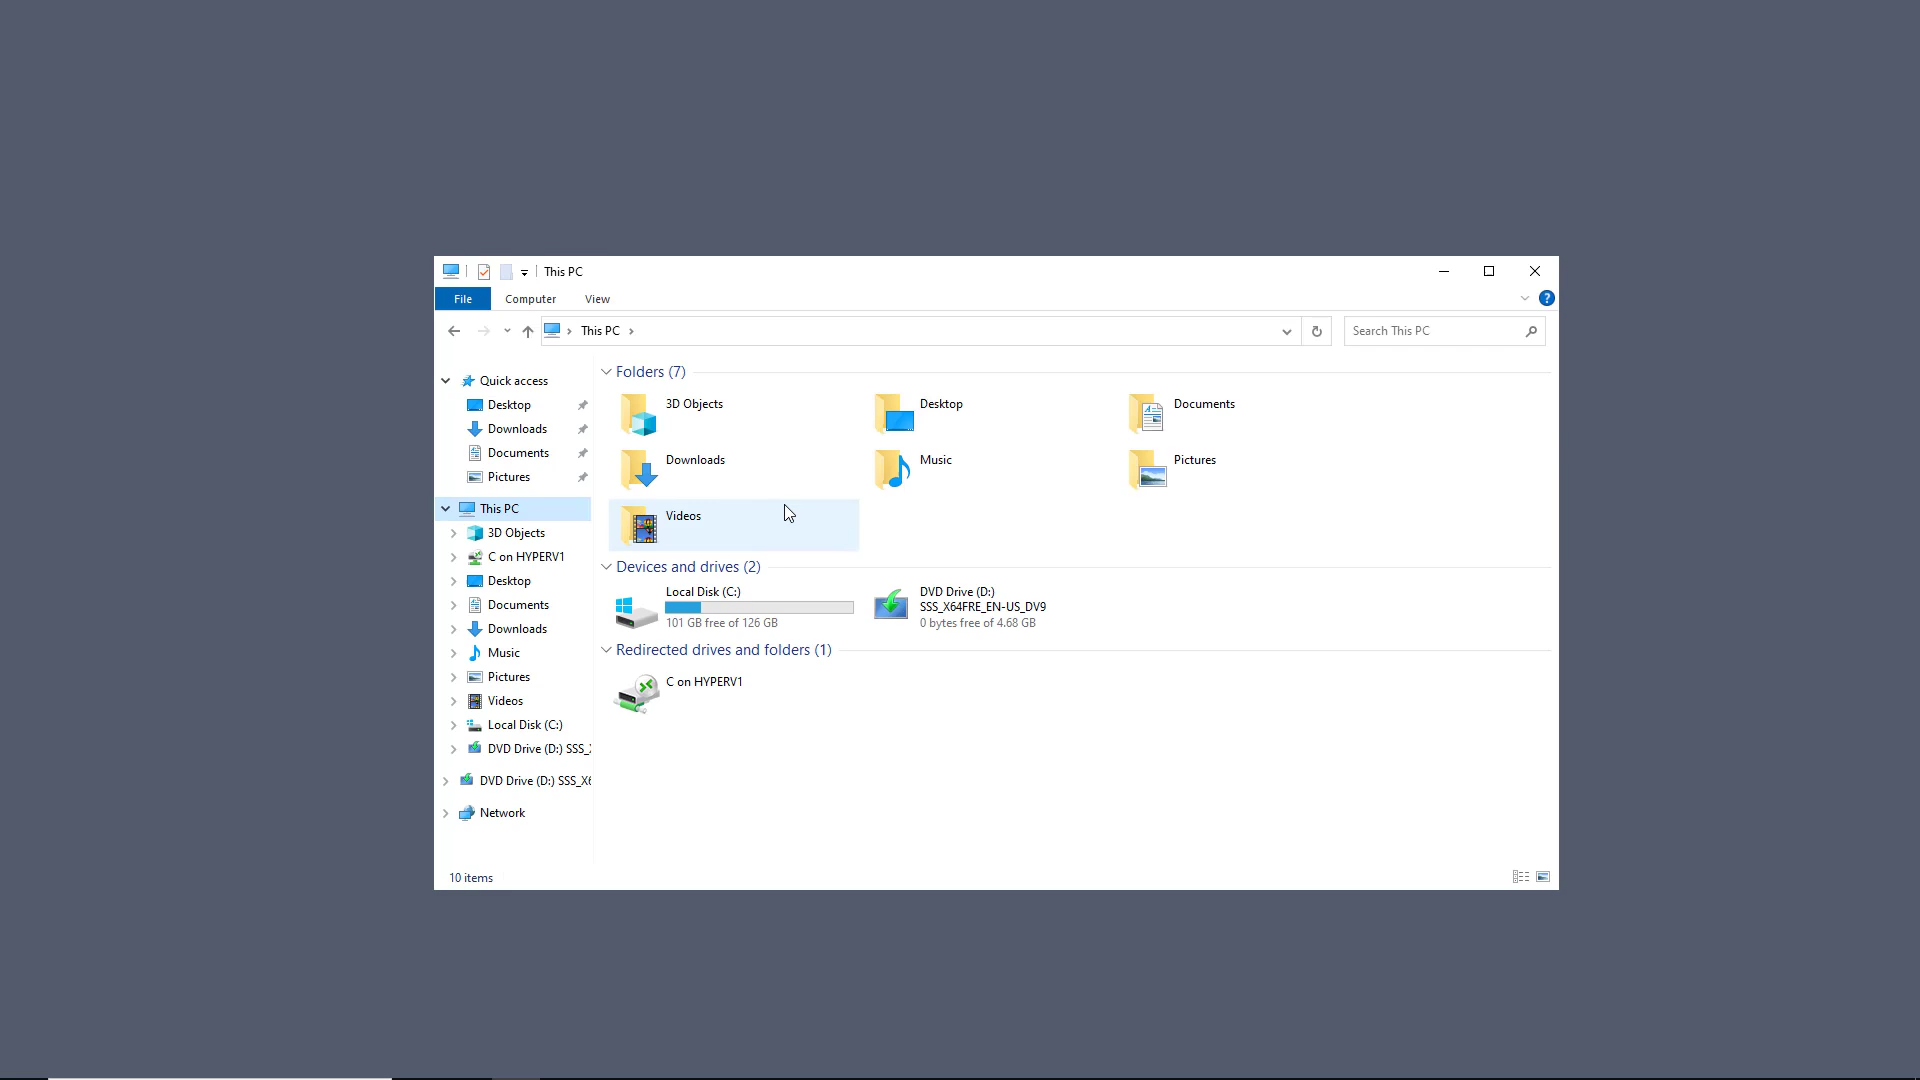 This PC
File
Computer
View
?
This PC
Search This PC
Quick access
Desktop
Downloads
Documents
Pictures
This PC
3D Objects
C on HYPERV1
Desktop
Documents
Downloads
Music
Pictures
Videos
Local Disk (C:)
DVD Drive (D:) SSS_X
DVD Drive (D:) SSS_X6
Network
Folders (7)
3D Objects
Desktop
Documents
Downloads
Music
Pictures
Videos
Devices and drives (2)
Local Disk (C:)
101 GB free of 126 GB
DVD Drive (D:)
SSS_X64FRE_EN-US_DV9
0 bytes free of 4.68 GB
Redirected drives and folders (1)
C on HYPERV1
10 items